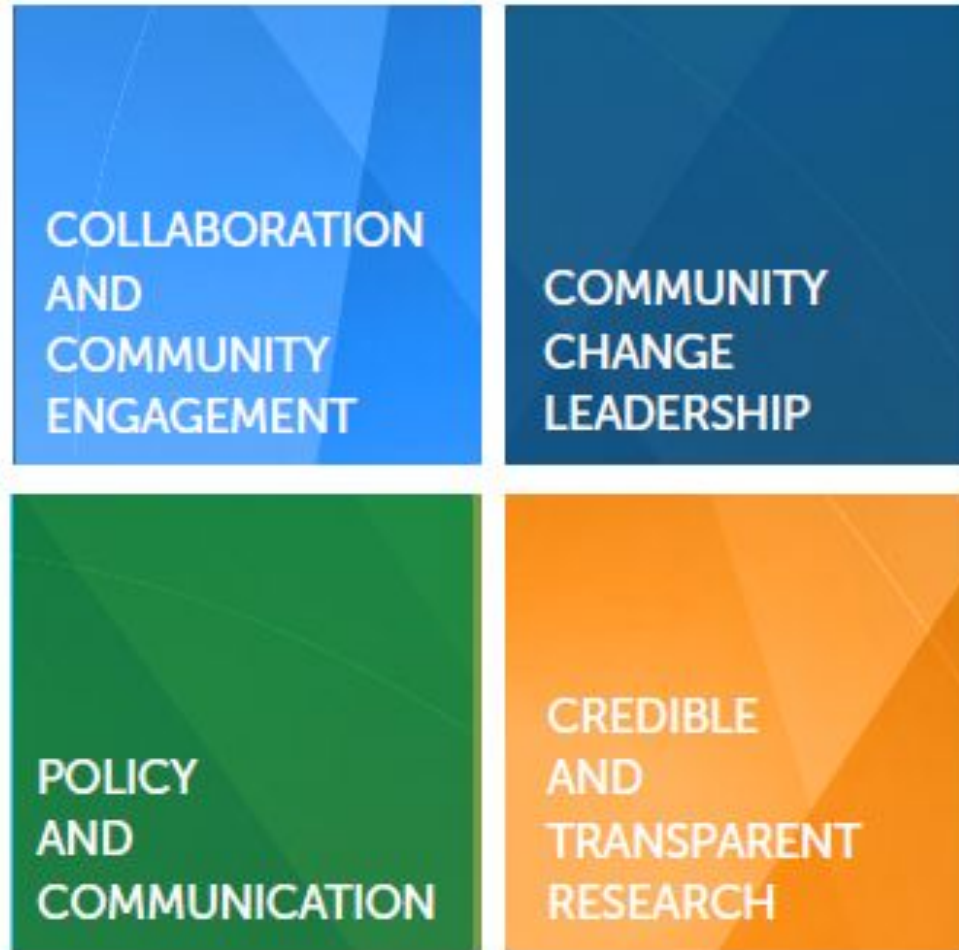 COLLABORATION
AND
COMMUNITY
ENGAGEMENT
COMMUNITY
CHANGE
LEADERSHIP
POLICY
AND
COMMUNICATION
CREDIBLE
AND
TRANSPARENT
RESEARCH